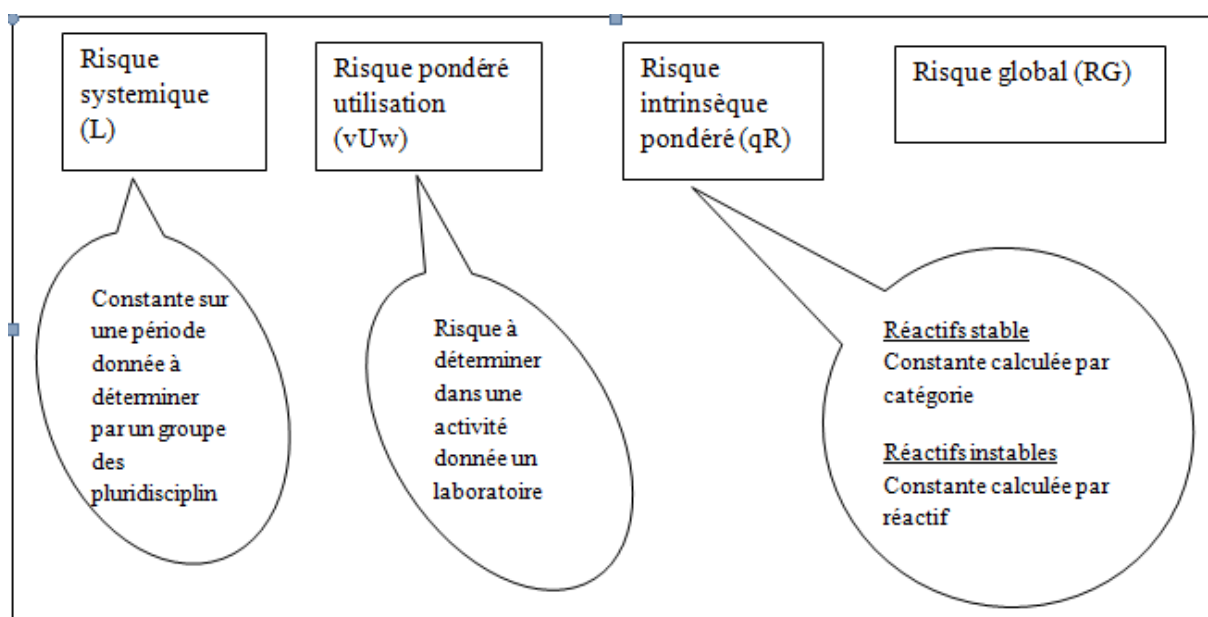 Risque
systemique
(L)
Risque pondéré
utilisation
(vUw)
Risque
intrinsèque
pondéré (qR)
Risque global (RG)
Constante sur
une période
donnée à
déterminer
par un groupe
des
pluridisciplin
Risque à
déterminer
dans une
activité
donnée un
laboratoire
Réactifs stable
Constante calculée par
catégorie
Réactifs instables
Constante calculée par
réactif